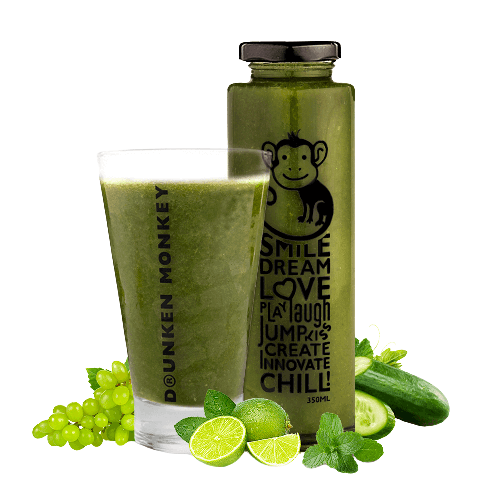 DRUNKEN MONKEY
SMILE
DREAM
LOVE
PLAY laugh
JUMP KISS
CREATE
INNOVATE
CHILL!
350ML